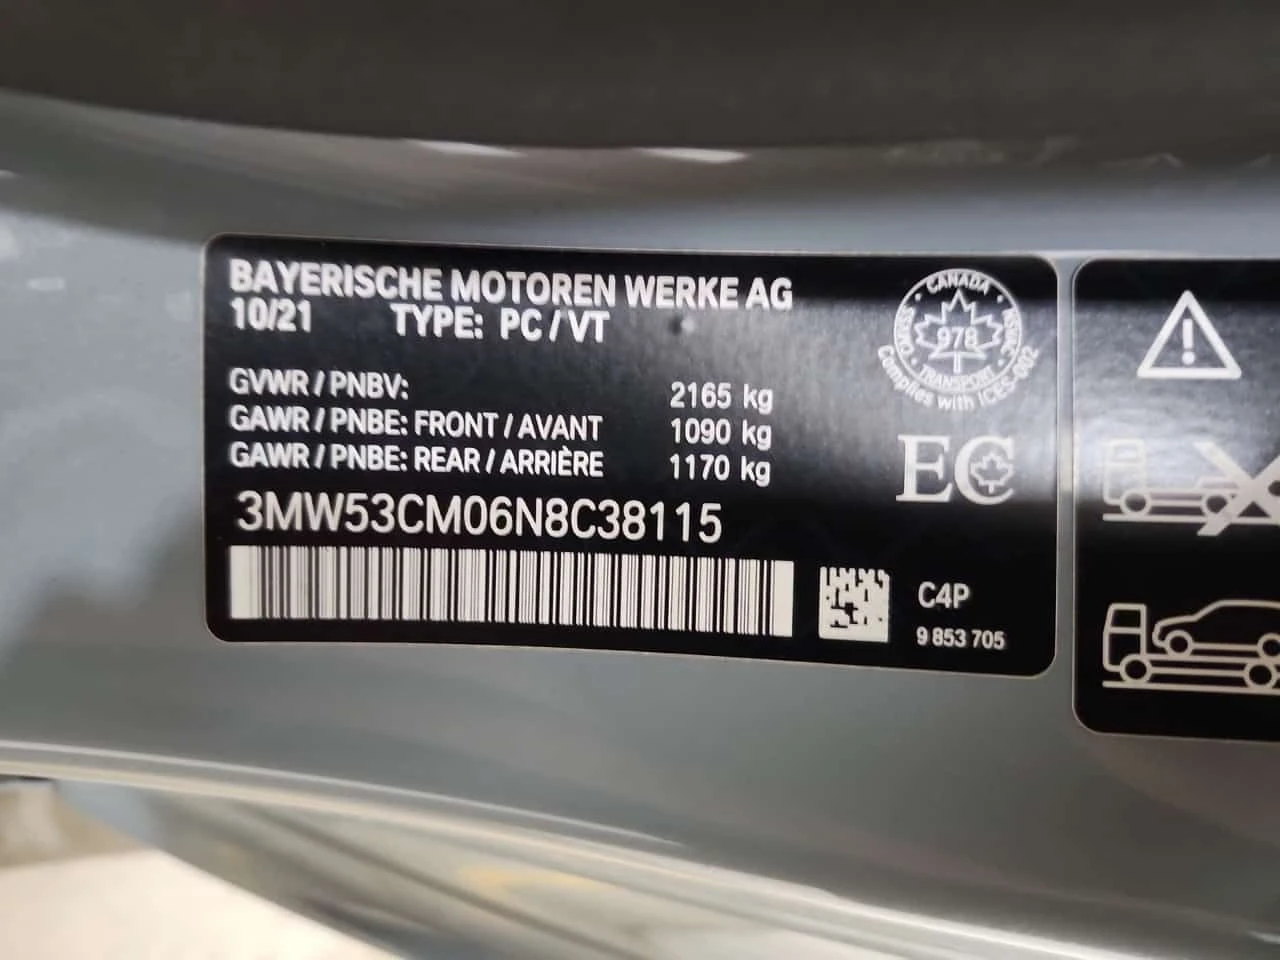 BAYERISCHE MOTOREN WERKE AG
10/21 TYPE: PC / VT
GVWR / PNBV: 2165 kg
GAWR / PNBE: FRONT / AVANT 1090 kg
GAWR / PNBE: REAR / ARRIÈRE 1170 kg
3MW53CM06N8C38115
CANADA
978
TRANSPORT
Complies with ICES-002
EC
C4P
9 853 705